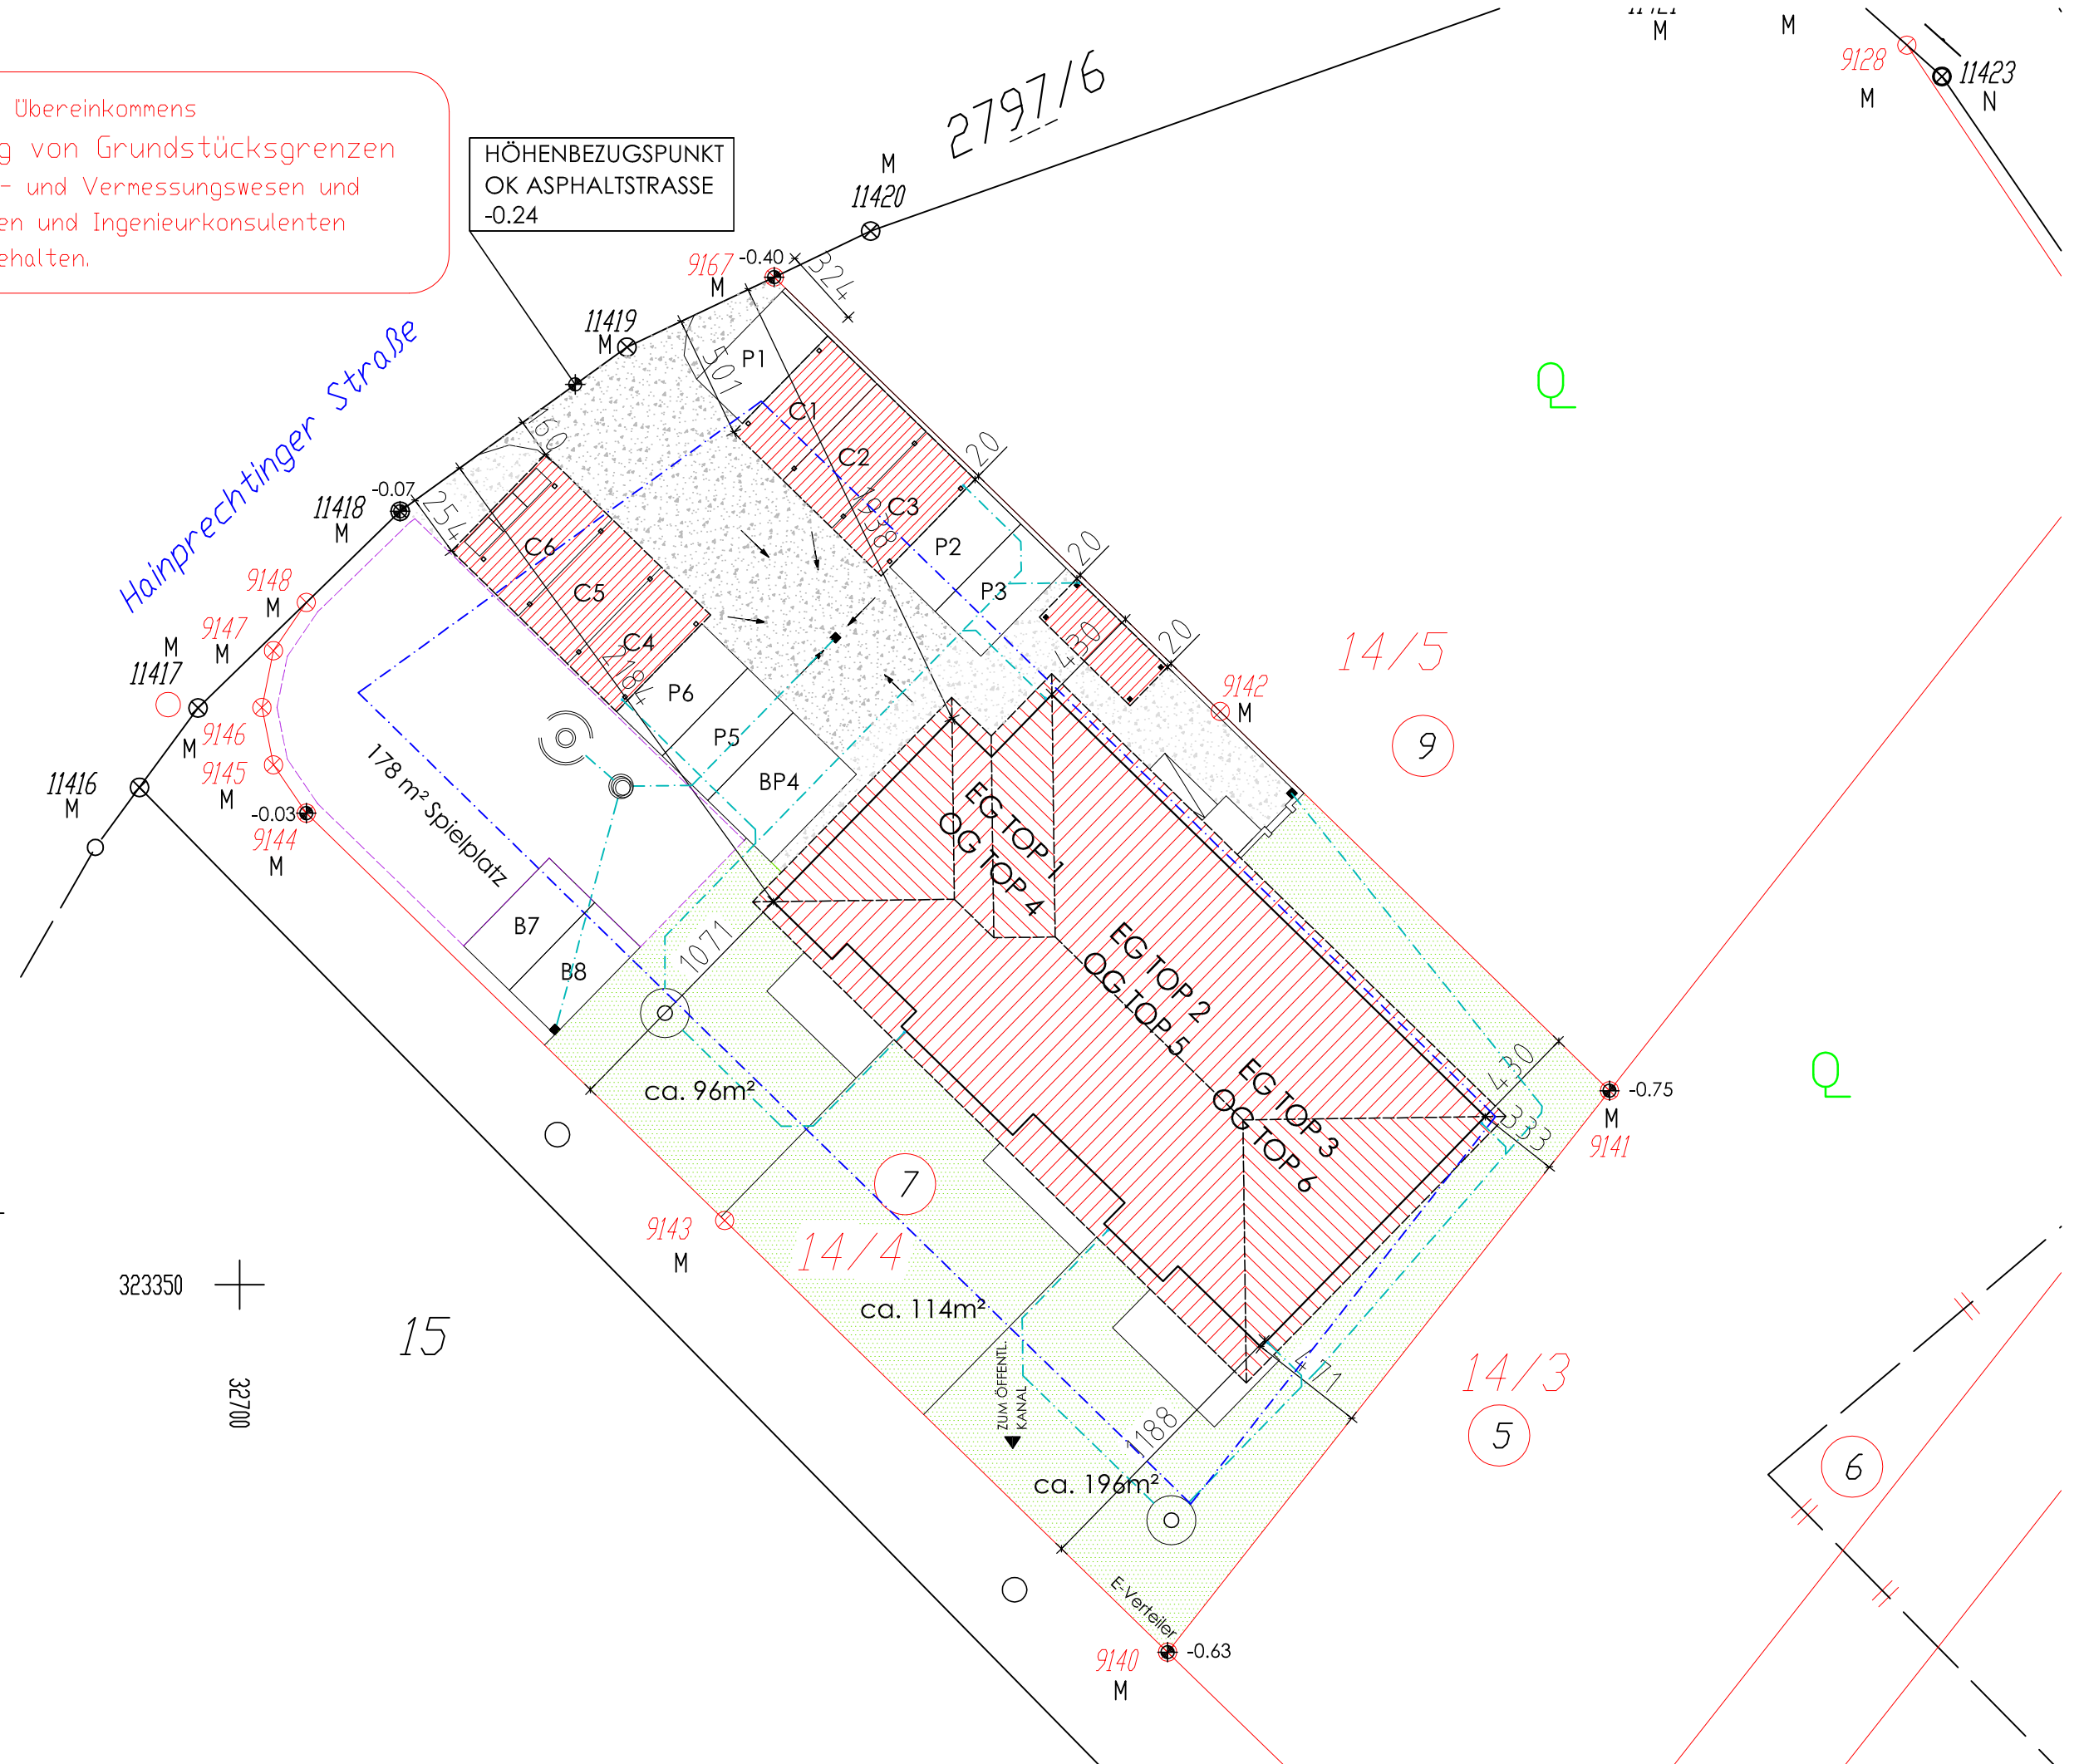 Übereinkommens
g von Grundstücksgrenzen
- und Vermessungswesen und
en und Ingenieurkonsulenten
ehalten.
HÖHENBEZUGSPUNKT
OK ASPHALTSTRASSE
-0.24
2797/6
M
11420
M
M
9128
M
11423
N
9167
-0.40
M
324
11419
M
Hainprechtinger Straße
P1
501
C1
C2
C3
1938
20
P2
P3
20
430
20
160
-0.07
11418
M
254
C6
C5
C4
2184
P6
P5
BP4
9148
M
9147
M
M
11417
9146
M
9145
M
11416
M
-0.03
9144
M
178 m² Spielplatz
B7
B8
1071
EG TOP 1
OG TOP 4
EG TOP 2
OG TOP 5
EG TOP 3
OG TOP 6
9142
M
14/5
9
Q
Q
430
333
-0.75
M
9141
ca. 96m²
7
9143
M
14/4
ca. 114m²
ZUM ÖFFENTL.
KANAL
471
1188
ca. 196m²
E-Verteiler
-0.63
9140
M
14/3
5
6
323350
32700
15